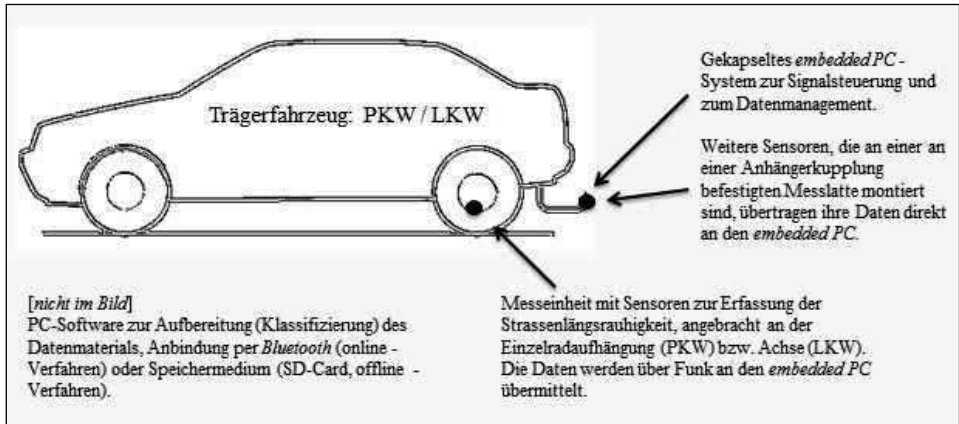 Trägerfahrzeug: PKW / LKW
Gekapseltes embedded PC -
System zur Signalsteuerung und
zum Datenmanagement.
Weitere Sensoren, die an einer an
einer Anhängerkupplung
befestigten Messlatte montiert
sind, übertragen ihre Daten direkt
an den embedded PC.
[nicht im Bild]
PC-Software zur Aufbereitung (Klassifizierung) des
Datenmaterials, Anbindung per Bluetooth (online -
Verfahren) oder Speichermedium (SD-Card, offline -
Verfahren).
Messeinheit mit Sensoren zur Erfassung der
Strassenlängsrauhigkeit, angebracht an der
Einzelradaufhängung (PKW) bzw. Achse (LKW).
Die Daten werden über Funk an den embedded PC
übermittelt.